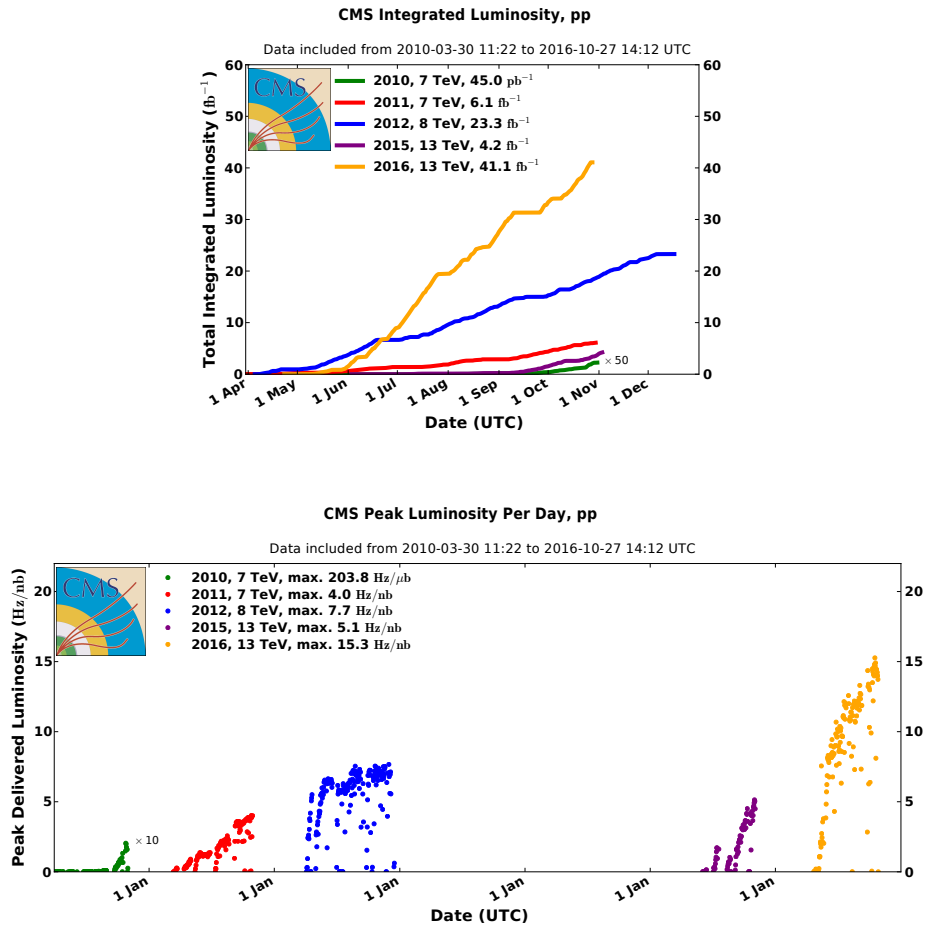 CMS Integrated Luminosity, pp
Data included from 2010-03-30 11:22 to 2016-10-27 14:12 UTC
CMS
2010, 7 TeV, 45.0 pb⁻¹
2011, 7 TeV, 6.1 fb⁻¹
2012, 8 TeV, 23.3 fb⁻¹
2015, 13 TeV, 4.2 fb⁻¹
2016, 13 TeV, 41.1 fb⁻¹
Total Integrated Luminosity (fb⁻¹)
60 60
50 50
40 40
30 30
20 20
10 10
0 0
× 50
1 Apr 1 May 1 Jun 1 Jul 1 Aug 1 Sep 1 Oct 1 Nov 1 Dec
Date (UTC)
CMS Peak Luminosity Per Day, pp
Data included from 2010-03-30 11:22 to 2016-10-27 14:12 UTC
CMS
2010, 7 TeV, max. 203.8 Hz/μb
2011, 7 TeV, max. 4.0 Hz/nb
2012, 8 TeV, max. 7.7 Hz/nb
2015, 13 TeV, max. 5.1 Hz/nb
2016, 13 TeV, max. 15.3 Hz/nb
Peak Delivered Luminosity (Hz/nb)
20 20
15 15
10 10
5 5
0 0
× 10
1 Jan 1 Jan 1 Jan 1 Jan 1 Jan 1 Jan
Date (UTC)